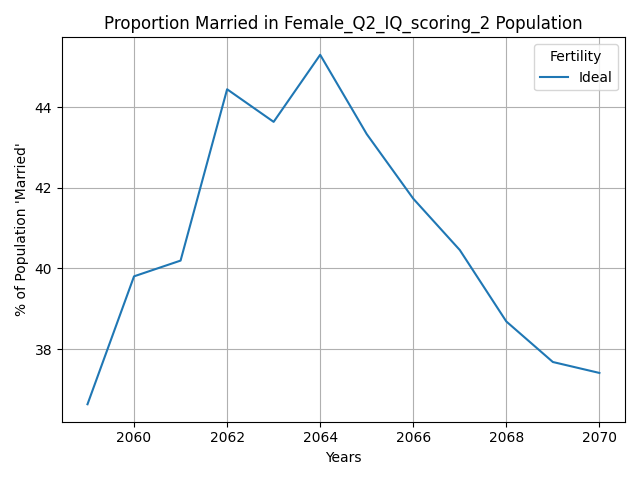 Proportion Married in Female_Q2_IQ_scoring_2 Population
Fertility
Ideal
% of Population 'Married'
44
42
40
38
2060 2062 2064 2066 2068 2070
Years